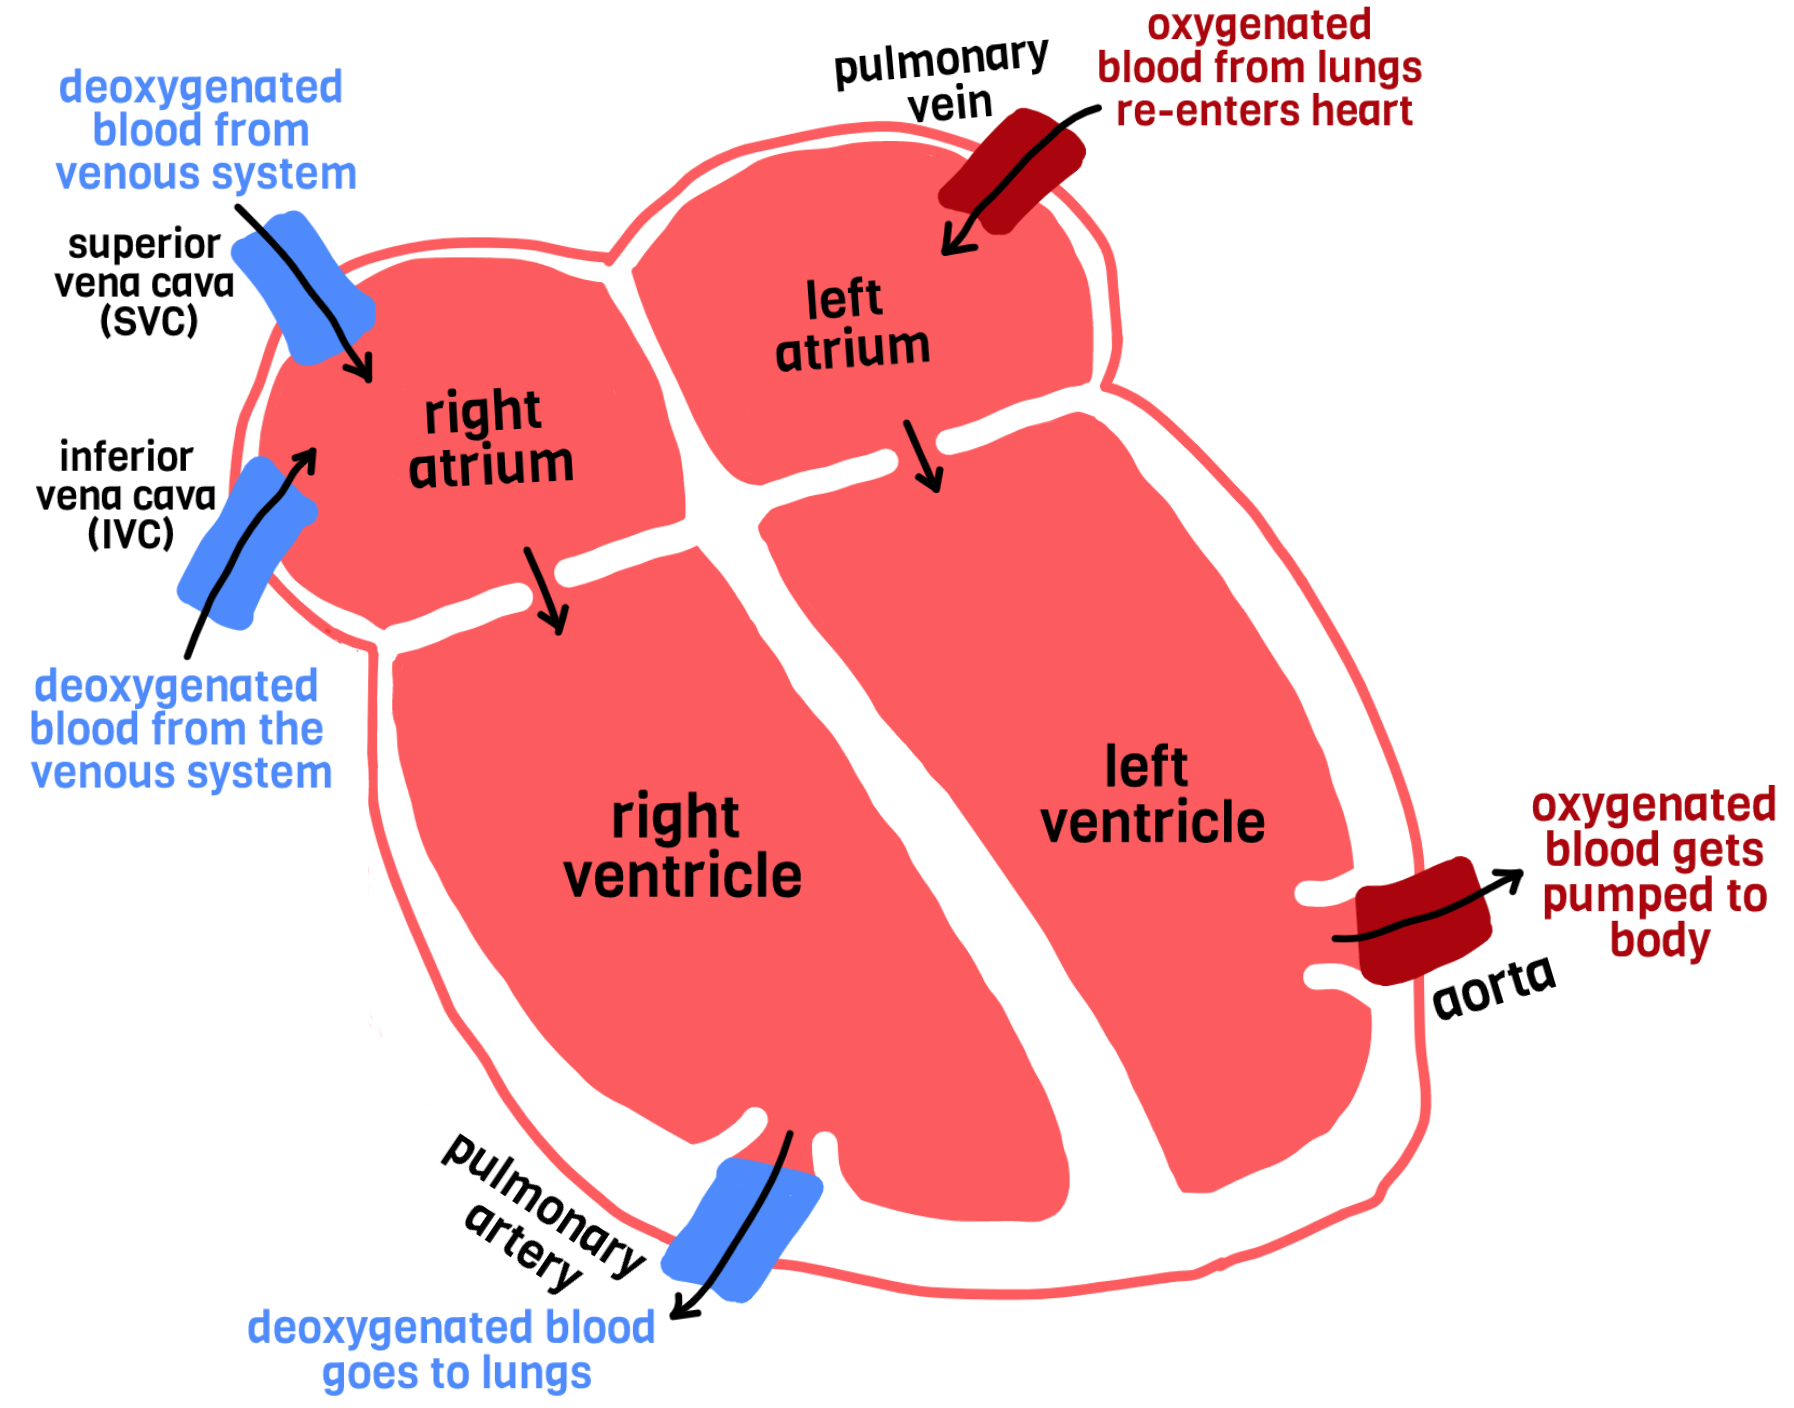 deoxygenated
blood from
venous system
superior
vena cava
(SVC)
inferior
vena cava
(IVC)
deoxygenated
blood from the
venous system
pulmonary
vein
oxygenated
blood from lungs
re-enters heart
left
atrium
right
atrium
right
ventricle
left
ventricle
oxygenated
blood gets
pumped to
body
aorta
pulmonary
artery
deoxygenated blood
goes to lungs